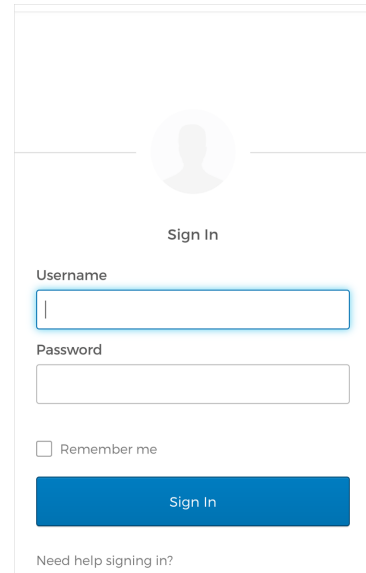 Sign In
Username
Password
Remember me
Sign In
Need help signing in?